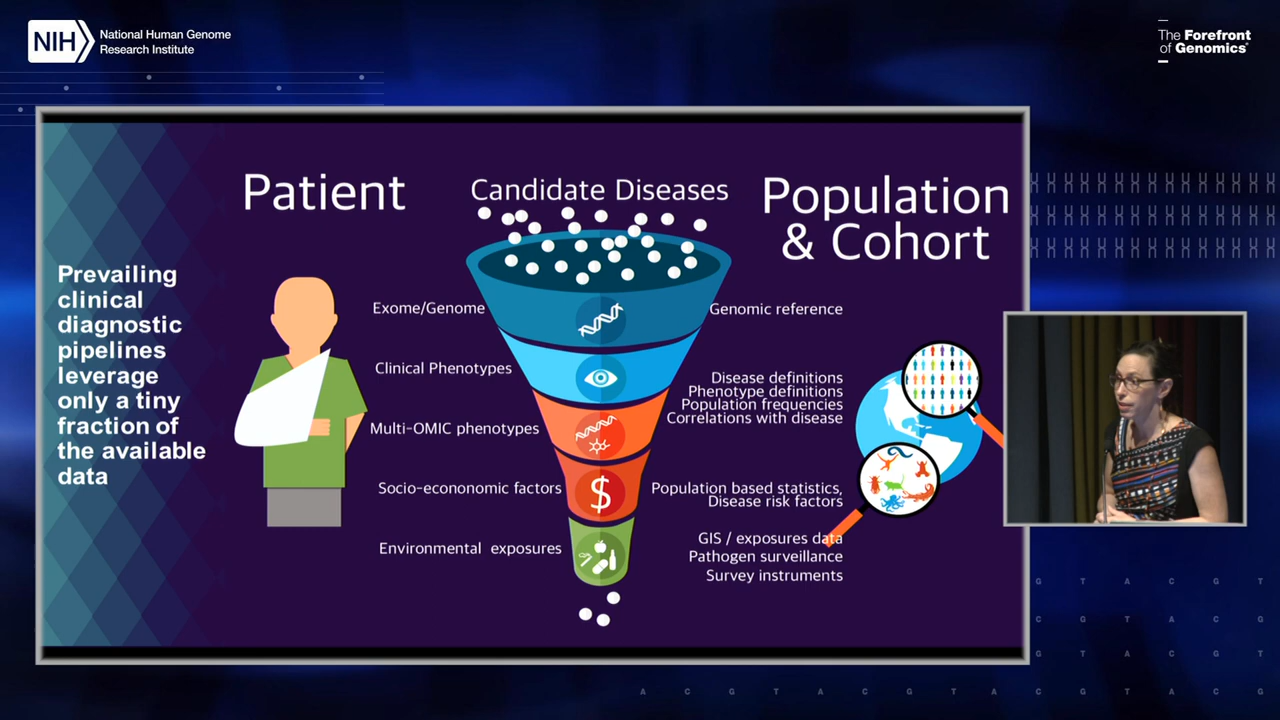 NIH
National Human Genome
Research Institute
The Forefront
of Genomics®
Patient
Candidate Diseases
Population
& Cohort
Prevailing
clinical
diagnostic
pipelines
leverage
only a tiny
fraction of
the available
data
Exome/Genome
Clinical Phenotypes
Multi-OMIC phenotypes
Socio-econonomic factors
Environmental exposures
$
Genomic reference
Disease definitions
Phenotype definitions
Population frequencies
Correlations with disease
Population based statistics,
Disease risk factors
GIS / exposures data
Pathogen surveillance
Survey instruments
G T A C G T
C G T A C G
G T A C G T
A C G T A C G T A C G T A C G